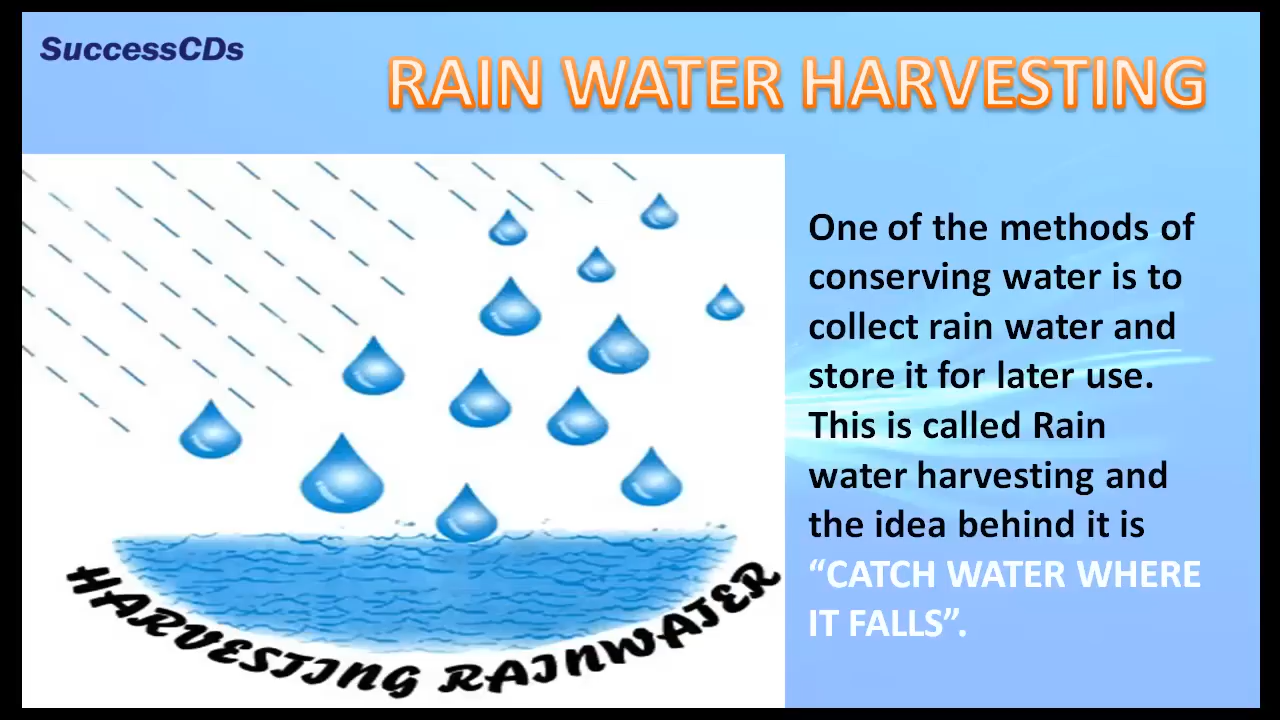 SuccessCDs
RAIN WATER HARVESTING
One of the methods of
conserving water is to
collect rain water and
store it for later use.
This is called Rain
water harvesting and
the idea behind it is
“CATCH WATER WHERE
IT FALLS”.
HARVESTING RAINWATER